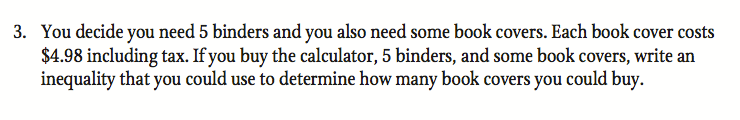 3. You decide you need 5 binders and you also need some book covers. Each book cover costs
$4.98 including tax. If you buy the calculator, 5 binders, and some book covers, write an
inequality that you could use to determine how many book covers you could buy.